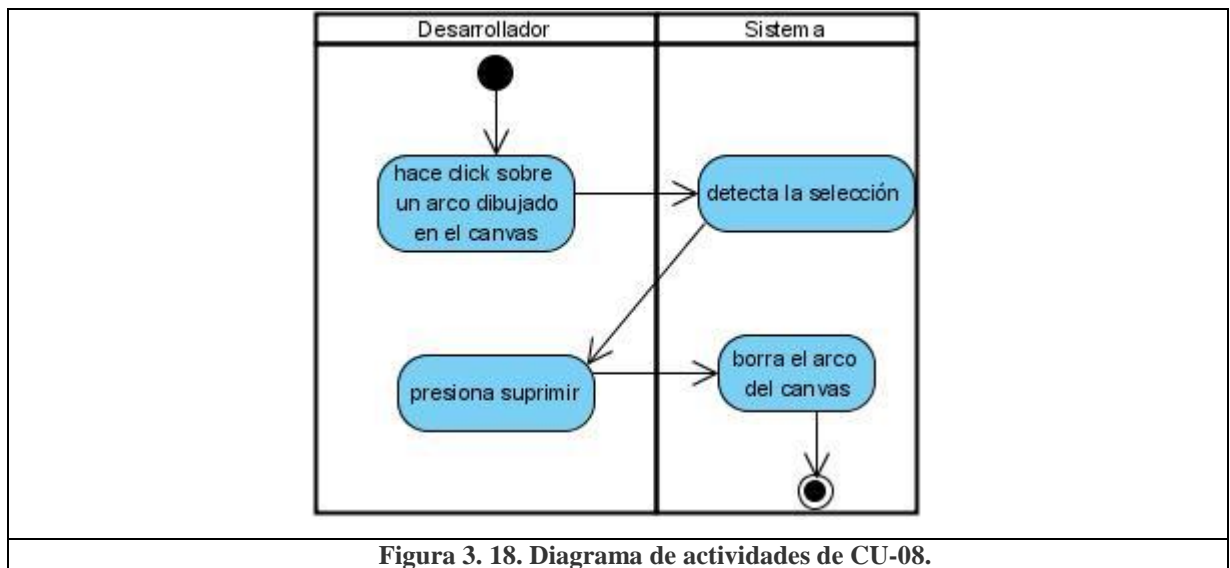 Desarrollador
Sistema
hace click sobre
un arco dibujado
en el canvas
detecta la selección
presiona suprimir
borra el arco
del canvas
Figura 3. 18. Diagrama de actividades de CU-08.